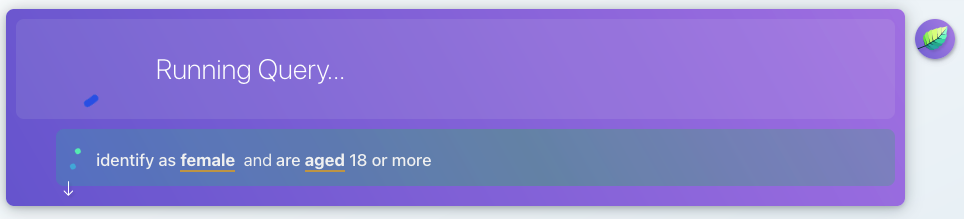 Running Query...
identify as female and are aged 18 or more